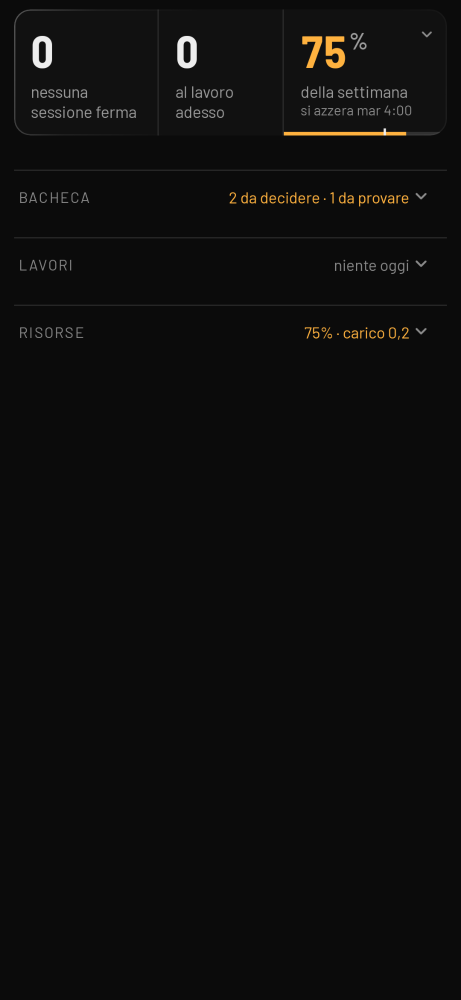 0
nessuna
sessione ferma
0
al lavoro
adesso
75%
della settimana
si azzera mar 4:00
BACHECA
2 da decidere · 1 da provare
LAVORI
niente oggi
RISORSE
75% · carico 0,2